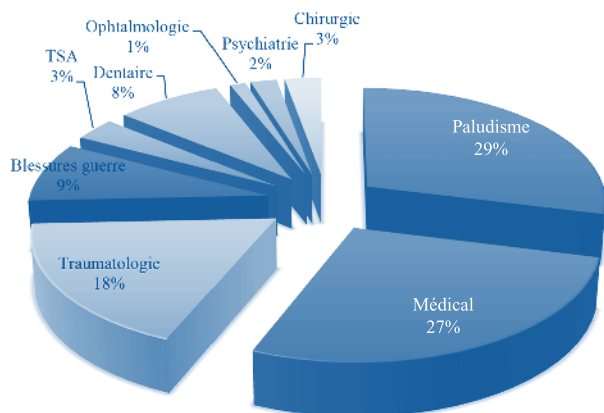 Ophtalmologie
1%
Psychiatrie
2%
Chirurgie
3%
TSA
3%
Dentaire
8%
Blessures guerre
9%
Traumatologie
18%
Paludisme
29%
Médical
27%